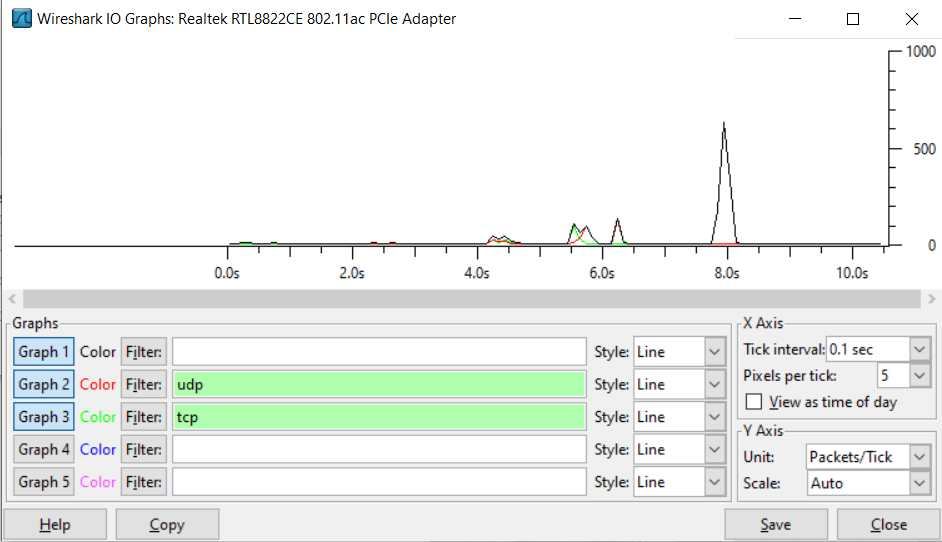 Wireshark IO Graphs: Realtek RTL8822CE 802.11ac PCIe Adapter
1000
500
0
0.0s 2.0s 4.0s 6.0s 8.0s 10.0s
Graphs
Graph 1 Color Filter: Style: Line
Graph 2 Color Filter: udp Style: Line
Graph 3 Color Filter: tcp Style: Line
Graph 4 Color Filter: Style: Line
Graph 5 Color Filter: Style: Line
X Axis
Tick interval: 0.1 sec
Pixels per tick: 5
View as time of day
Y Axis
Unit: Packets/Tick
Scale: Auto
Help Copy Save Close